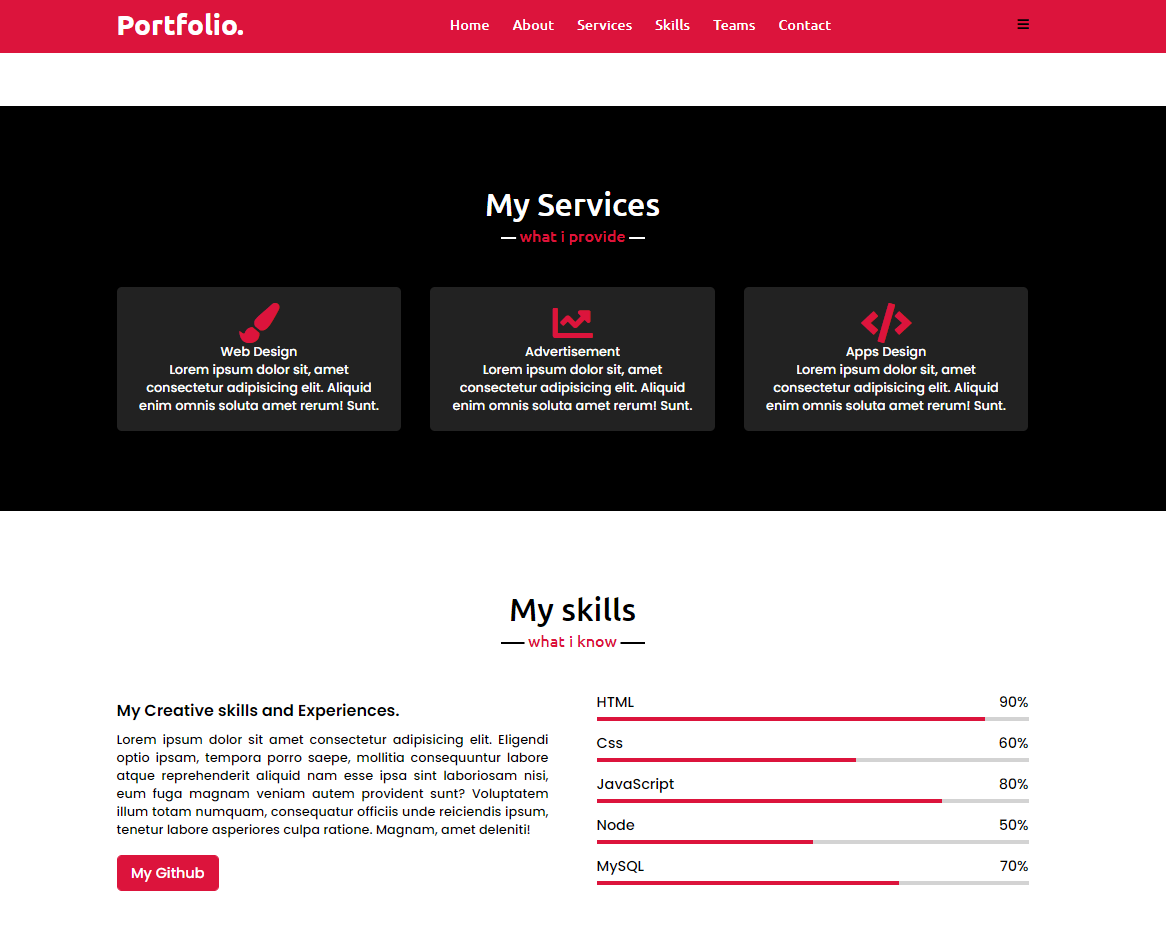 Portfolio.
Home About Services Skills Teams Contact
My Services
what i provide
Web Design
Lorem ipsum dolor sit, amet
consectetur adipisicing elit. Aliquid
enim omnis soluta amet rerum! Sunt.
Advertisement
Lorem ipsum dolor sit, amet
consectetur adipisicing elit. Aliquid
enim omnis soluta amet rerum! Sunt.
Apps Design
Lorem ipsum dolor sit, amet
consectetur adipisicing elit. Aliquid
enim omnis soluta amet rerum! Sunt.
My skills
what i know
My Creative skills and Experiences.
Lorem ipsum dolor sit amet consectetur adipisicing elit. Eligendi
optio ipsam, tempora porro saepe, mollitia consequuntur labore
atque reprehenderit aliquid nam esse ipsa sint laboriosam nisi,
eum fuga magnam veniam autem provident sunt? Voluptatem
illum totam numquam, consequatur officiis unde reiciendis ipsum,
tenetur labore asperiores culpa ratione. Magnam, amet deleniti!
My Github
HTML 90%
Css 60%
JavaScript 80%
Node 50%
MySQL 70%